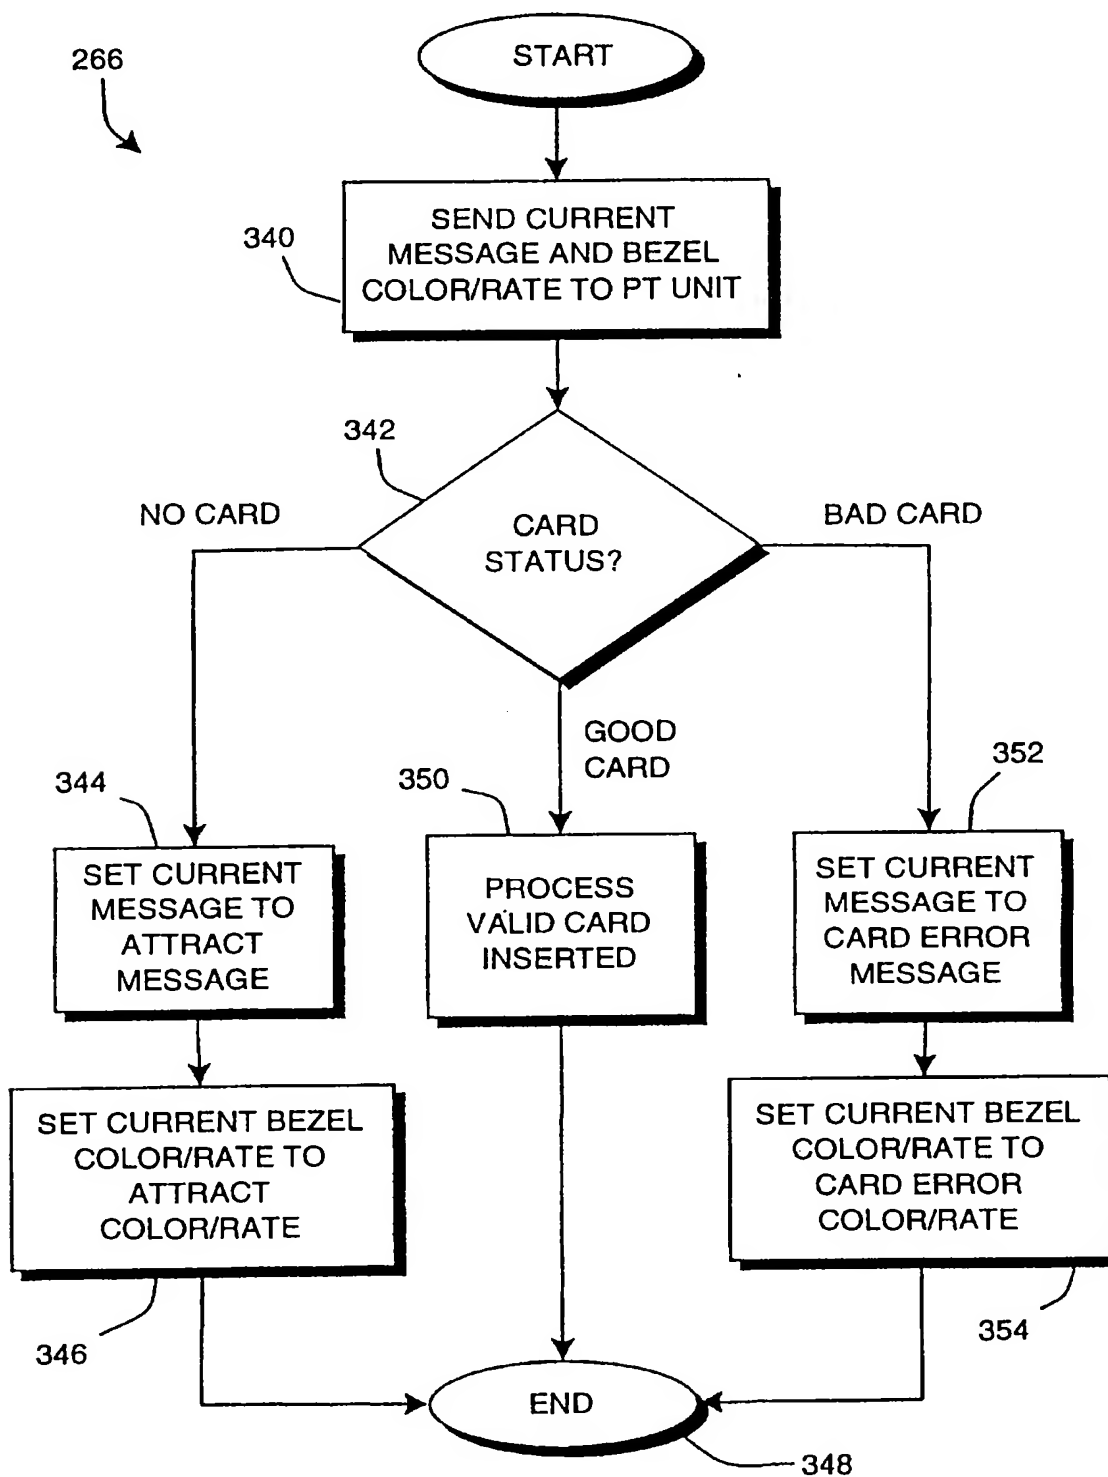 266
START
SEND CURRENT
MESSAGE AND BEZEL
COLOR/RATE TO PT UNIT
340
342
CARD
STATUS?
NO CARD
BAD CARD
GOOD
CARD
344
350
352
SET CURRENT
MESSAGE TO
ATTRACT
MESSAGE
PROCESS
VALID CARD
INSERTED
SET CURRENT
MESSAGE TO
CARD ERROR
MESSAGE
SET CURRENT BEZEL
COLOR/RATE TO
ATTRACT
COLOR/RATE
SET CURRENT BEZEL
COLOR/RATE TO
CARD ERROR
COLOR/RATE
346
354
END
348